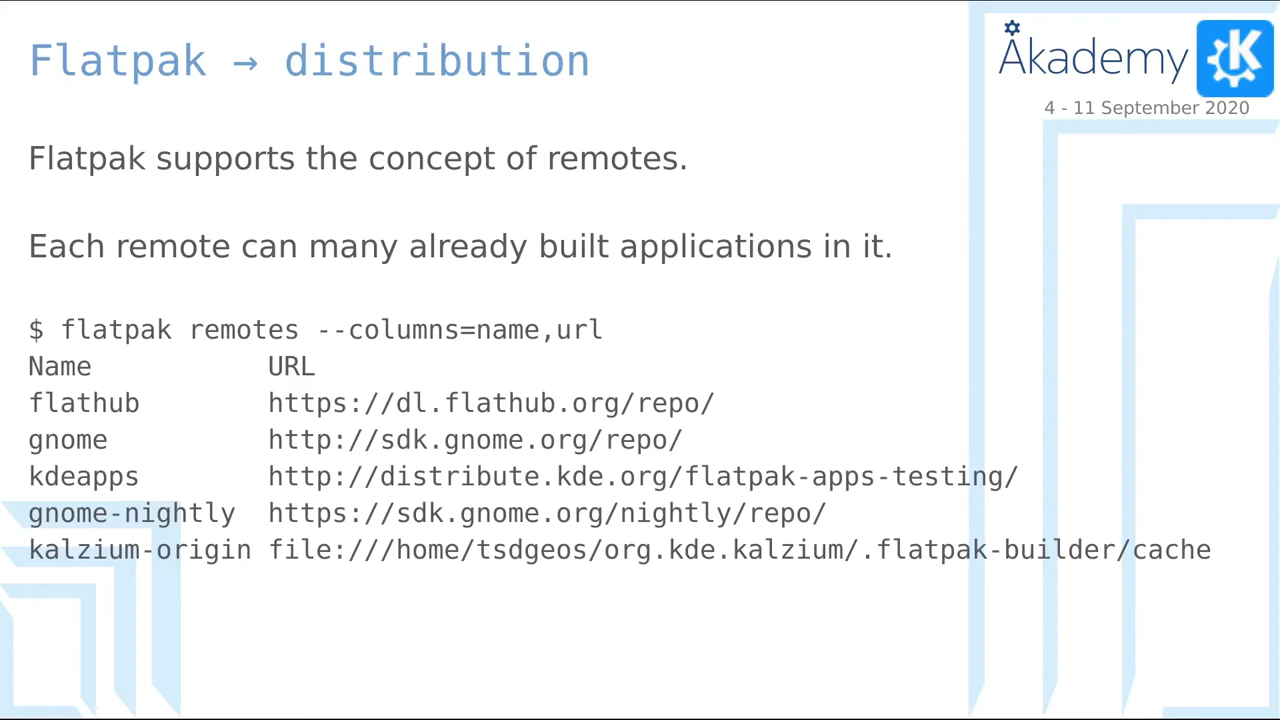 Flatpak → distribution
Akademy
4 - 11 September 2020
Flatpak supports the concept of remotes.
Each remote can many already built applications in it.
$ flatpak remotes --columns=name,url
Name URL
flathub https://dl.flathub.org/repo/
gnome http://sdk.gnome.org/repo/
kdeapps http://distribute.kde.org/flatpak-apps-testing/
gnome-nightly https://sdk.gnome.org/nightly/repo/
kalzium-origin file:///home/tsdgeos/org.kde.kalzium/.flatpak-builder/cache